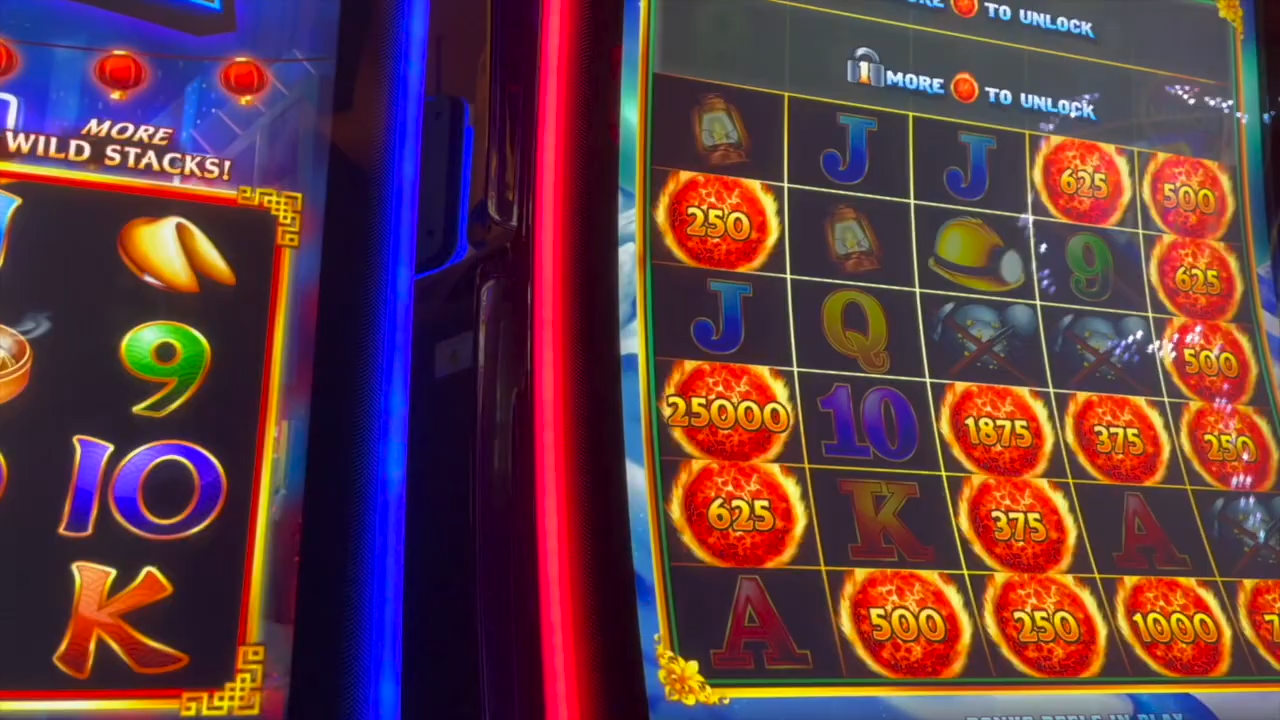 MORE
WILD STACKS!
9
10
K
TO UNLOCK
1 MORE TO UNLOCK
J J 625 500
250 9 625
J Q 500
25000 10 1875 375 250
625 K 375 A
A 500 250 1000